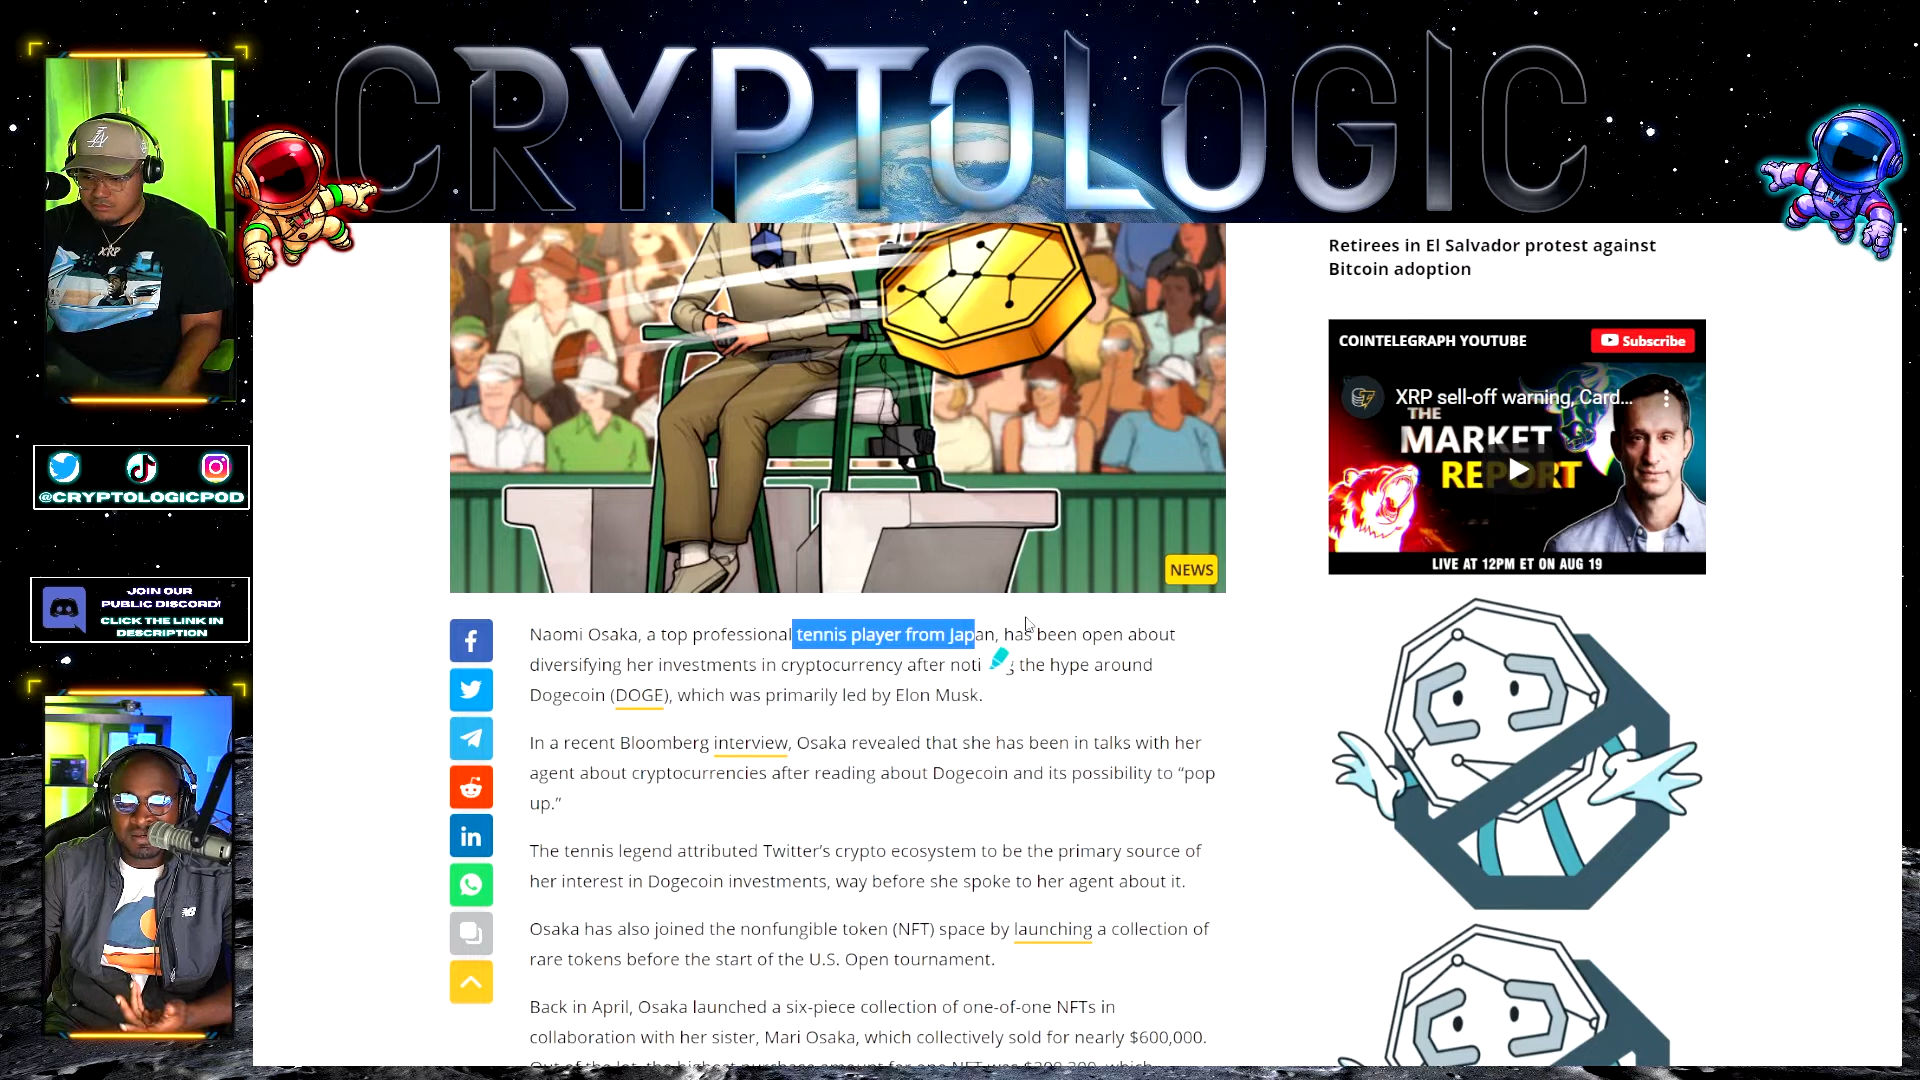 CRYPTOLOGIC
LA
XRP
@CRYPTOLOGICPOD
JOIN OUR
PUBLIC DISCORD!
CLICK THE LINK IN
DESCRIPTION
NEWS
Naomi Osaka, a top professional tennis player from Japan, has been open about
diversifying her investments in cryptocurrency after noti g the hype around
Dogecoin (DOGE), which was primarily led by Elon Musk.
In a recent Bloomberg interview, Osaka revealed that she has been in talks with her
agent about cryptocurrencies after reading about Dogecoin and its possibility to “pop
up.”
The tennis legend attributed Twitter’s crypto ecosystem to be the primary source of
her interest in Dogecoin investments, way before she spoke to her agent about it.
Osaka has also joined the nonfungible token (NFT) space by launching a collection of
rare tokens before the start of the U.S. Open tournament.
Back in April, Osaka launched a six-piece collection of one-of-one NFTs in
collaboration with her sister, Mari Osaka, which collectively sold for nearly $600,000.
Retirees in El Salvador protest against
Bitcoin adoption
COINTELEGRAPH YOUTUBE
Subscribe
XRP sell-off warning, Card...
THE
MARKET
REPORT
LIVE AT 12PM ET ON AUG 19